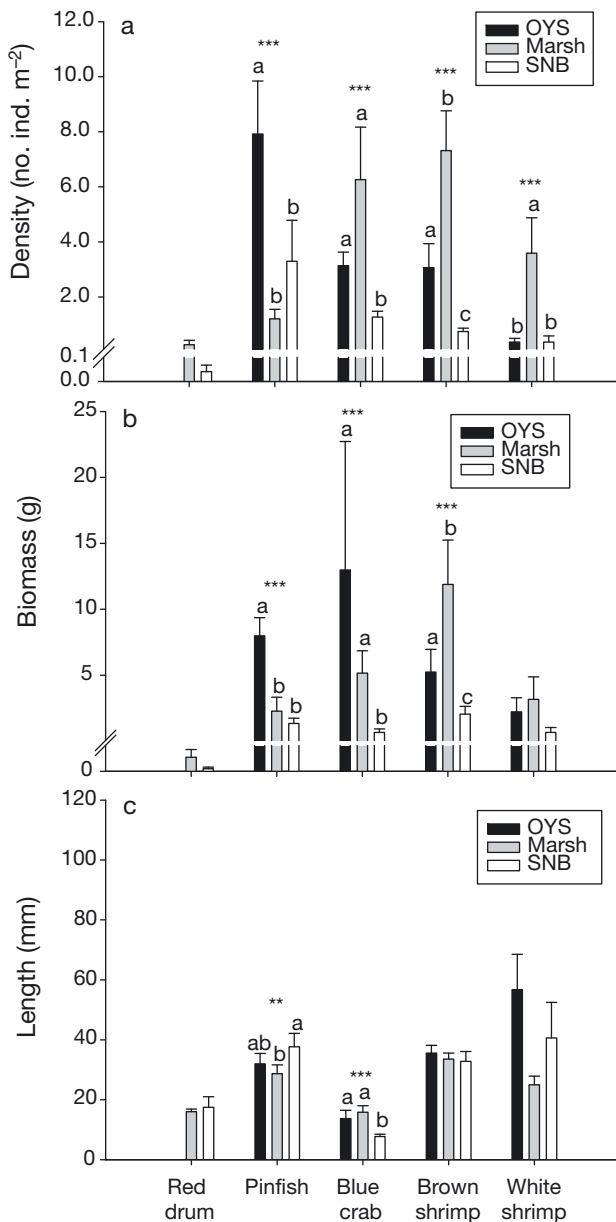 a
OYS
Marsh
SNB
Density (no. ind. m⁻²)
12.0
10.0
8.0
6.0
4.0
2.0
0.1
0.0
***
a
b
b
***
a
a
b
***
a
b
c
***
b
a
b
b
OYS
Marsh
SNB
Biomass (g)
25
20
15
10
5
0
***
a
b
b
***
a
a
b
***
a
b
c
c
OYS
Marsh
SNB
Length (mm)
120
100
80
60
40
20
0
**
ab
b
a
***
a
a
b
Red drum
Pinfish
Blue crab
Brown shrimp
White shrimp